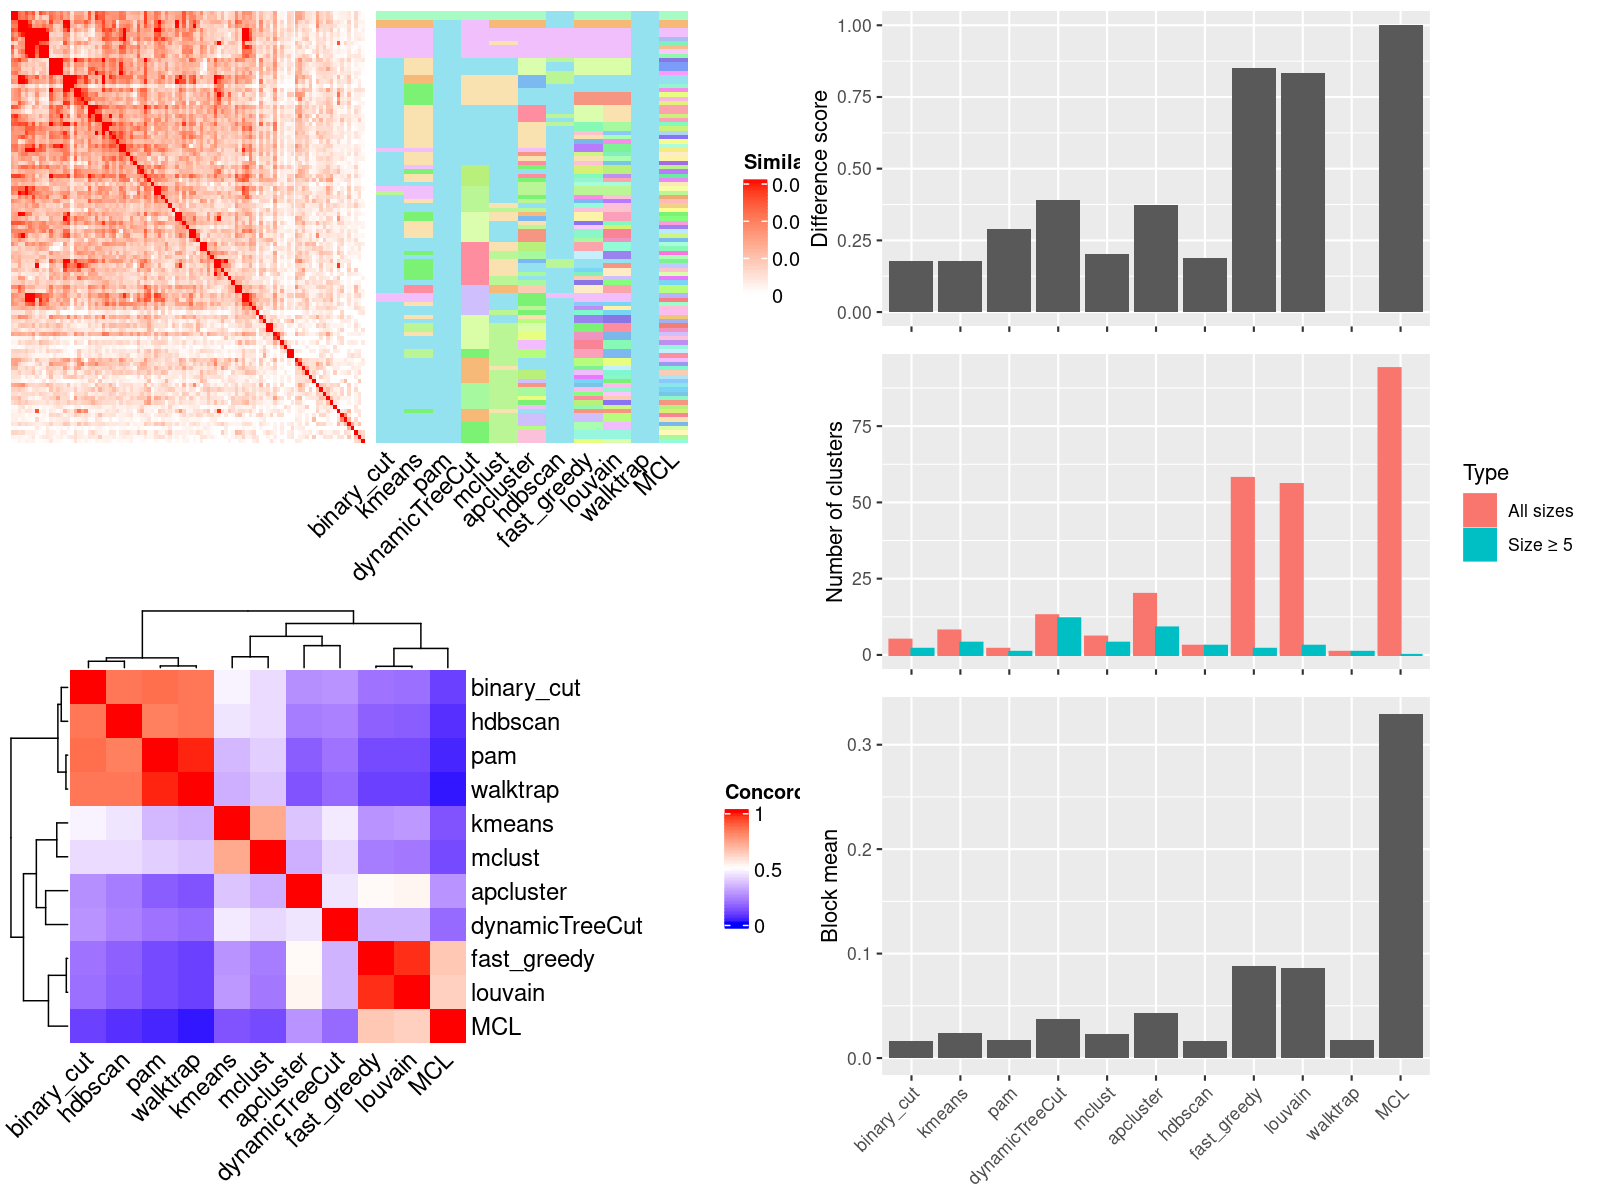 Simila
0.0
0.0
0.0
0
binary_cut
kmeans
pam
dynamicTreeCut
mclust
apcluster
hdbscan
fast_greedy
louvain
walktrap
MCL
binary_cut
hdbscan
pam
walktrap
kmeans
mclust
apcluster
dynamicTreeCut
fast_greedy
louvain
MCL
Concord
1
0.5
0
binary_cut
hdbscan
pam
walktrap
kmeans
mclust
apcluster
dynamicTreeCut
fast_greedy
louvain
MCL
Difference score
1.00
0.75
0.50
0.25
0.00
Number of clusters
75
50
25
0
Type
All sizes
Size ≥ 5
Block mean
0.3
0.2
0.1
0.0
binary_cut
kmeans
pam
dynamicTreeCut
mclust
apcluster
hdbscan
fast_greedy
louvain
walktrap
MCL